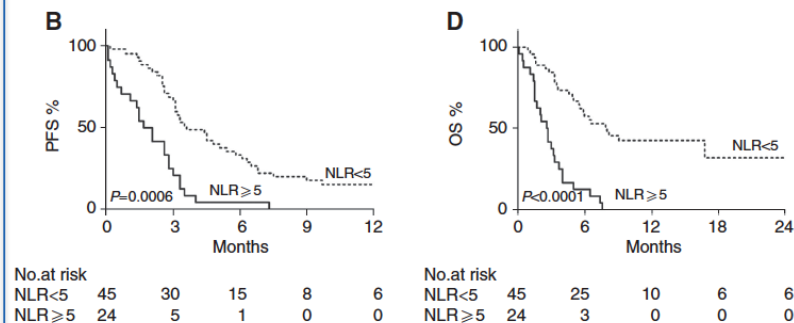 B
100
50
0
PFS %
P=0.0006
NLR⩾5
NLR<5
0 3 6 9 12
Months
No.at risk
NLR<5 45 30 15 8 6
NLR⩾5 24 5 1 0 0
D
100
50
0
OS %
P<0.0001
NLR⩾5
NLR<5
0 6 12 18 24
Months
No.at risk
NLR<5 45 25 10 6 6
NLR⩾5 24 3 0 0 0